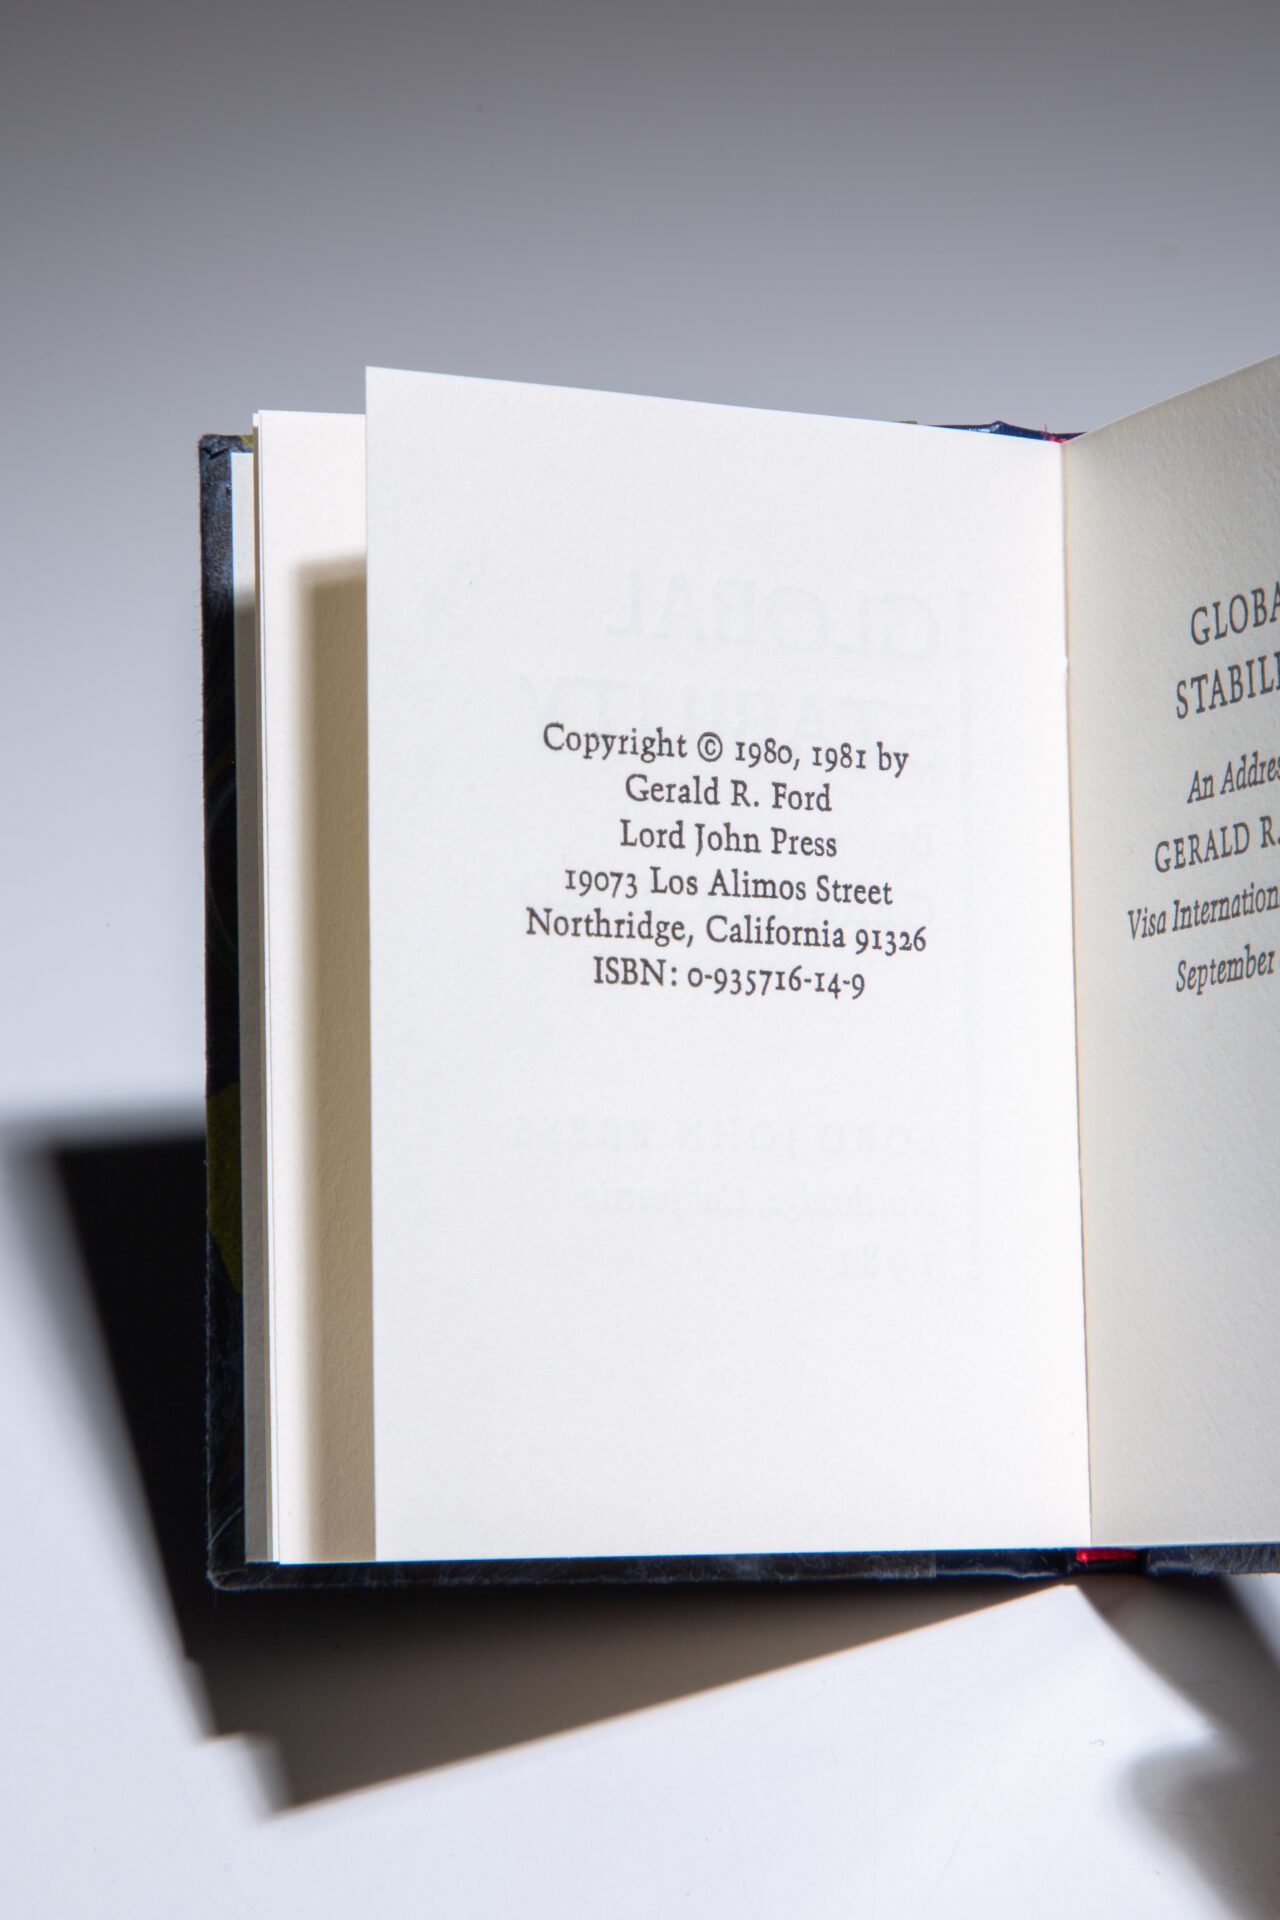 Copyright © 1980, 1981 by
Gerald R. Ford
Lord John Press
19073 Los Alimos Street
Northridge, California 91326
ISBN: 0-935716-14-9
GLOBA
STABILI
An Addres
GERALD R.
Visa Internation
September